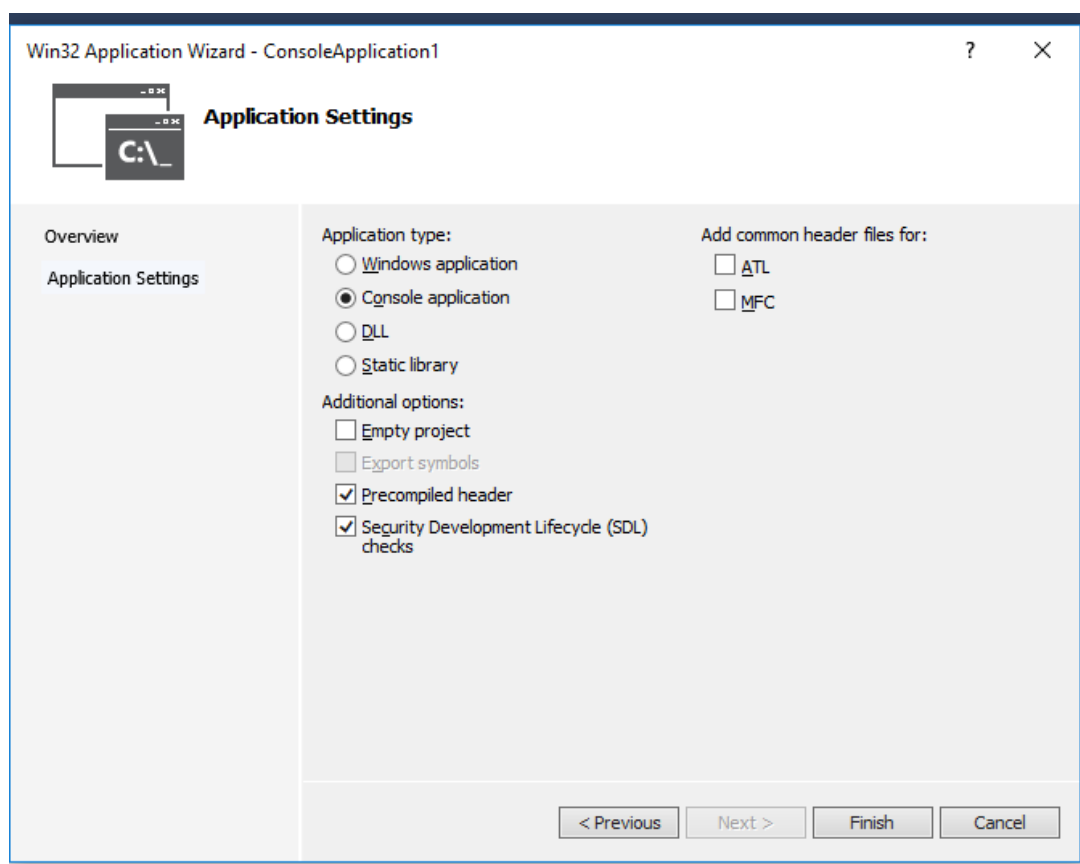 Win32 Application Wizard - ConsoleApplication1
?
C:\_
Application Settings
Overview
Application Settings
Application type:
Windows application
Console application
DLL
Static library
Additional options:
Empty project
Export symbols
Precompiled header
Security Development Lifecycle (SDL)
checks
Add common header files for:
ATL
MFC
< Previous
Next >
Finish
Cancel